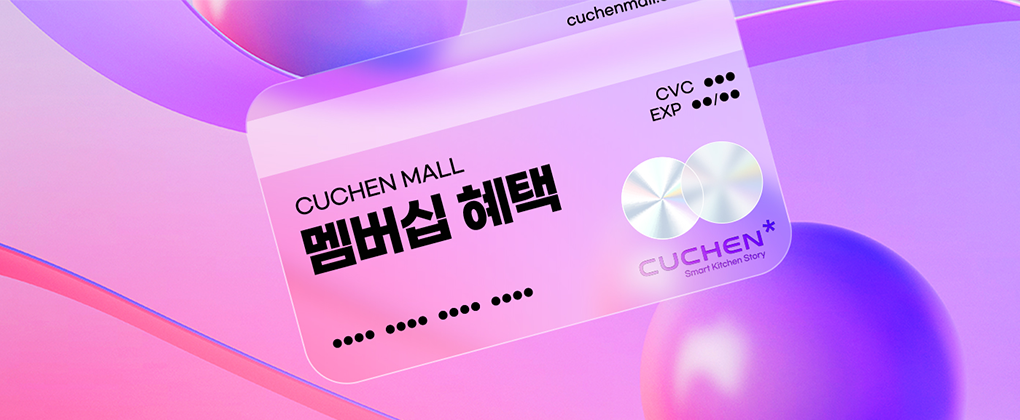 cuchenmall.c
CVC ●●●
EXP ●●/●●
CUCHEN MALL
멤버십 혜택
●●●● ●●●● ●●●● ●●●●
CUCHEN*
Smart Kitchen Story